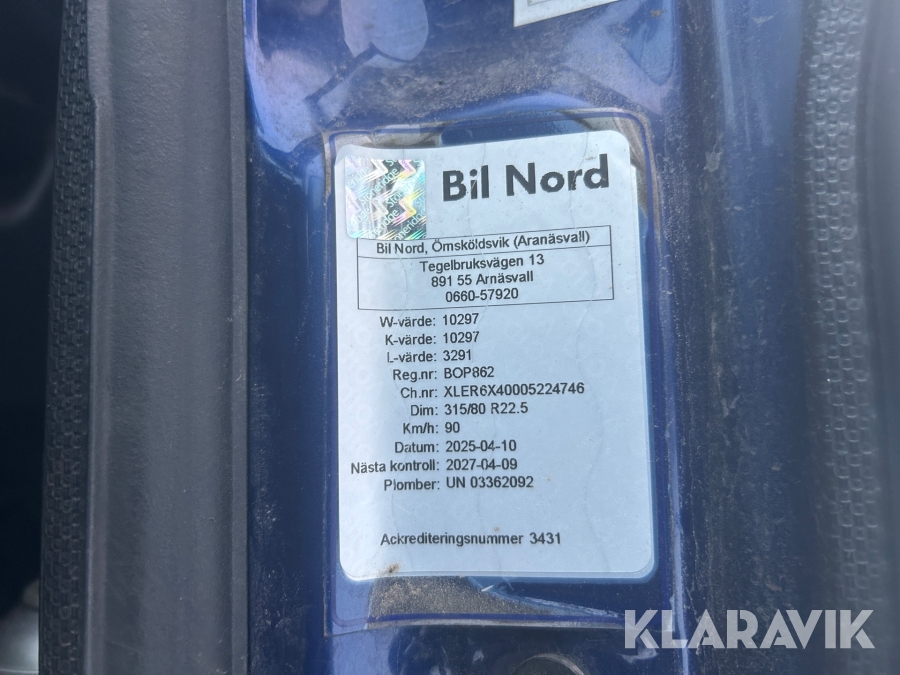 Bil Nord
Bil Nord, Örnsköldsvik (Aranäsvall)
Tegelbruksvägen 13
891 55 Arnäsvall
0660-57920
W-värde: 10297
K-värde: 10297
L-värde: 3291
Reg.nr: BOP862
Ch.nr: XLER6X40005224746
Dim: 315/80 R22.5
Km/h: 90
Datum: 2025-04-10
Nästa kontroll: 2027-04-09
Plomber: UN 03362092
Ackrediteringsnummer 3431
KLARAVIK